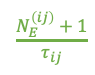 N_E^{(ij)} + 1
τ_{ij}